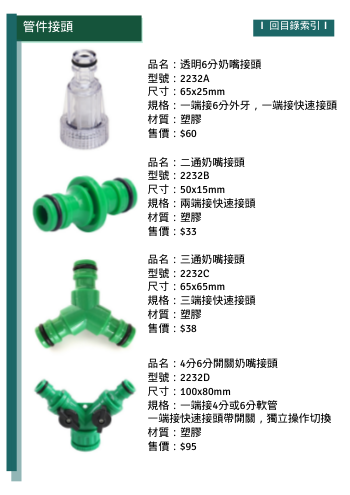 管件接頭
I 回目錄索引 I
品名：透明6分奶嘴接頭
型號：2232A
尺寸：65x25mm
規格：一端接6分外牙，一端接快速接頭
材質：塑膠
售價：$60
品名：二通奶嘴接頭
型號：2232B
尺寸：50x15mm
規格：兩端接快速接頭
材質：塑膠
售價：$33
品名：三通奶嘴接頭
型號：2232C
尺寸：65x65mm
規格：三端接快速接頭
材質：塑膠
售價：$38
品名：4分6分開關奶嘴接頭
型號：2232D
尺寸：100x80mm
規格：一端接4分或6分軟管
一端接快速接頭帶開關，獨立操作切換
材質：塑膠
售價：$95